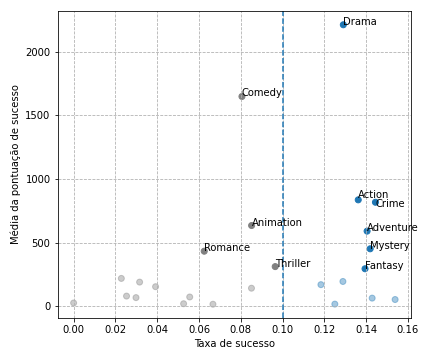 Média da pontuação de sucesso
2000
1500
1000
500
0
Drama
Comedy
Action
Crime
Animation
Adventure
Romance
Mystery
Thriller
Fantasy
0.00 0.02 0.04 0.06 0.08 0.10 0.12 0.14 0.16
Taxa de sucesso